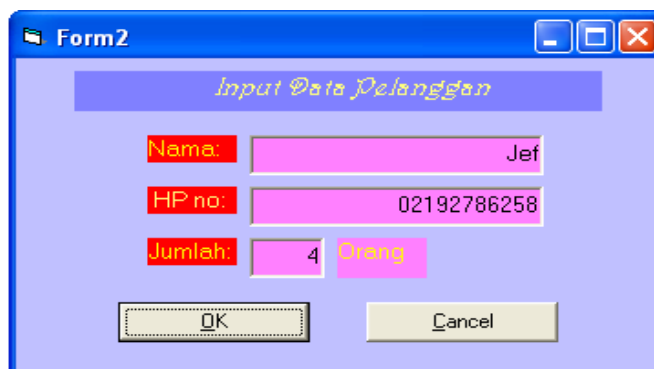 Form2
Input Data Pelanggan
Nama: Jef
HP no: 02192786258
Jumlah: 4 Orang
OK Cancel